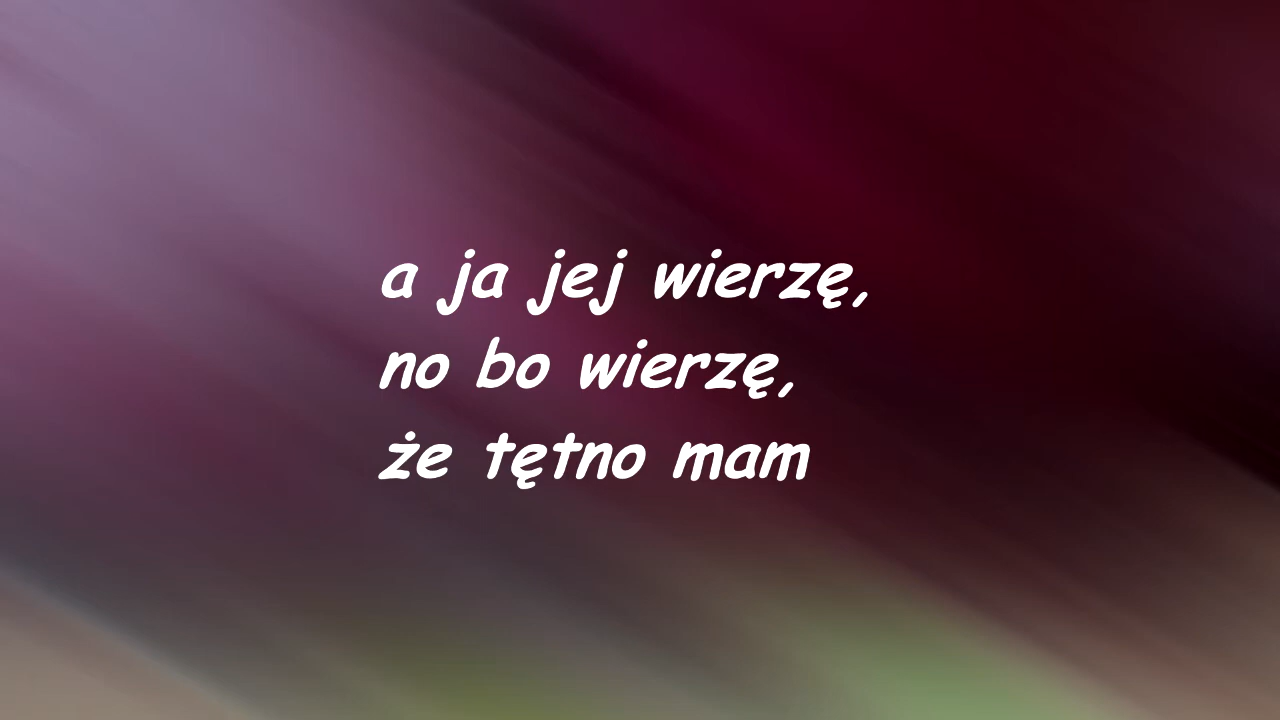 a ja jej wierzę,
no bo wierzę,
że tętno mam